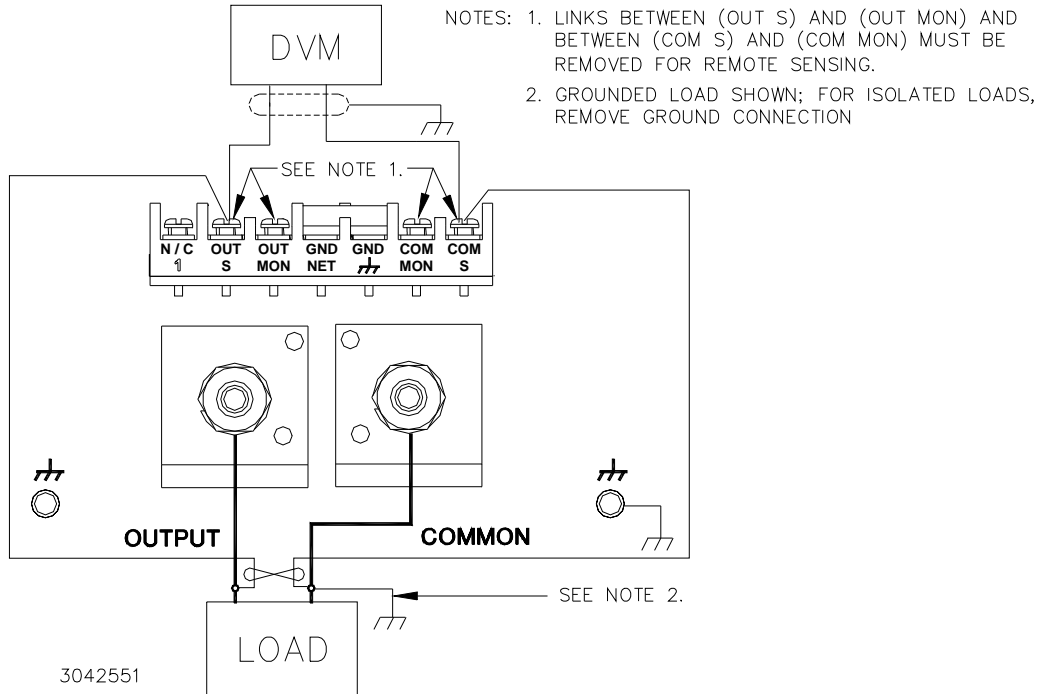 DVM
NOTES: 1. LINKS BETWEEN (OUT S) AND (OUT MON) AND
BETWEEN (COM S) AND (COM MON) MUST BE
REMOVED FOR REMOTE SENSING.
2. GROUNDED LOAD SHOWN; FOR ISOLATED LOADS,
REMOVE GROUND CONNECTION
SEE NOTE 1.
N / C OUT OUT GND GND COM COM
1 S MON NET MON S
OUTPUT COMMON
SEE NOTE 2.
LOAD
3042551